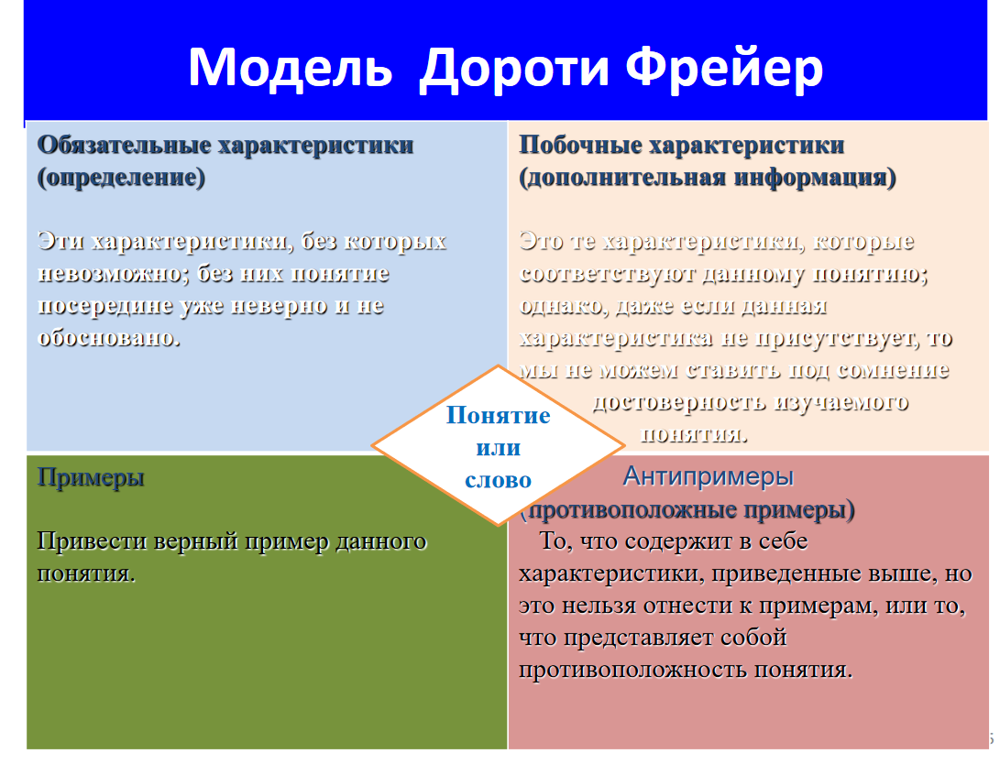 Модель Дороти Фрейер
Обязательные характеристики
(определение)
Эти характеристики, без которых
невозможно; без них понятие
посередине уже неверно и не
обосновано.
Побочные характеристики
(дополнительная информация)
Это те характеристики, которые
соответствуют данному понятию;
однако, даже если данная
характеристика не присутствует, то
мы не можем ставить под сомнение
достоверность изучаемого
понятия.
Понятие
или
слово
Примеры
Привести верный пример данного
понятия.
Антипримеры
(противоположные примеры)
То, что содержит в себе
характеристики, приведенные выше, но
это нельзя отнести к примерам, или то,
что представляет собой
противоположность понятия.